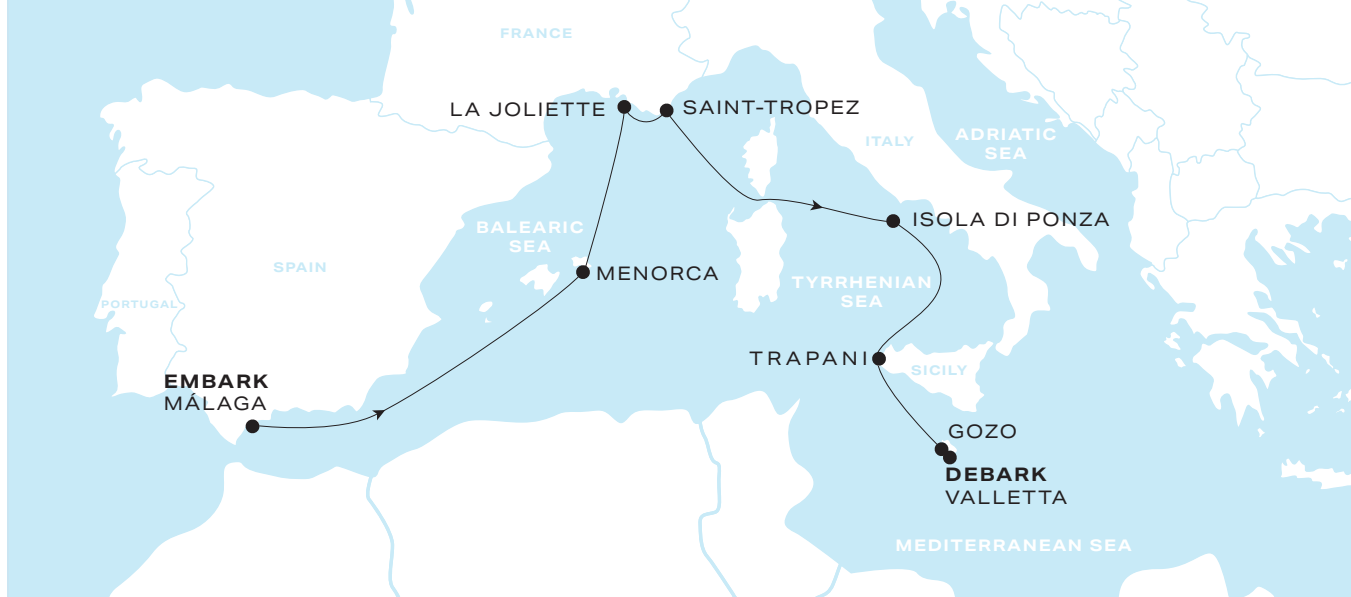 FRANCE
LA JOLIETTE
SAINT-TROPEZ
ITALY
ADRIATIC
SEA
ISOLA DI PONZA
BALEARIC
SEA
SPAIN
MENORCA
TYRRHENIAN
SEA
PORTUGAL
TRAPANI
SICILY
EMBARK
MÁLAGA
GOZO
DEBARK
VALLETTA
MEDITERRANEAN SEA